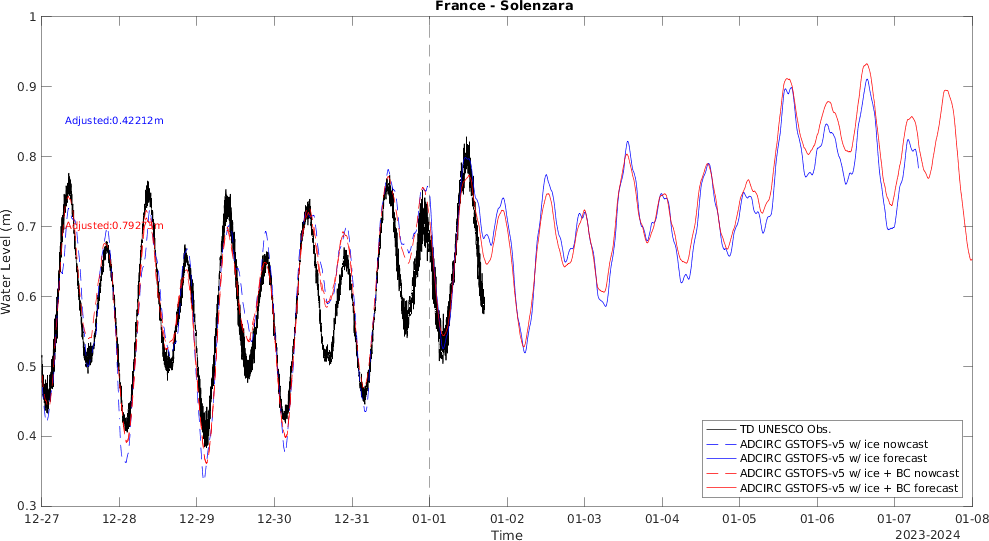 France - Solenzara
1
0.9
0.8
0.7
0.6
0.5
0.4
0.3
Water Level (m)
Adjusted:0.42212m
TD UNESCO Obs.
ADCIRC GSTOFS-v5 w/ ice nowcast
ADCIRC GSTOFS-v5 w/ ice forecast
ADCIRC GSTOFS-v5 w/ ice + BC nowcast
ADCIRC GSTOFS-v5 w/ ice + BC forecast
12-27 12-28 12-29 12-30 12-31 01-01 01-02 01-03 01-04 01-05 01-06 01-07 01-08
Time
2023-2024